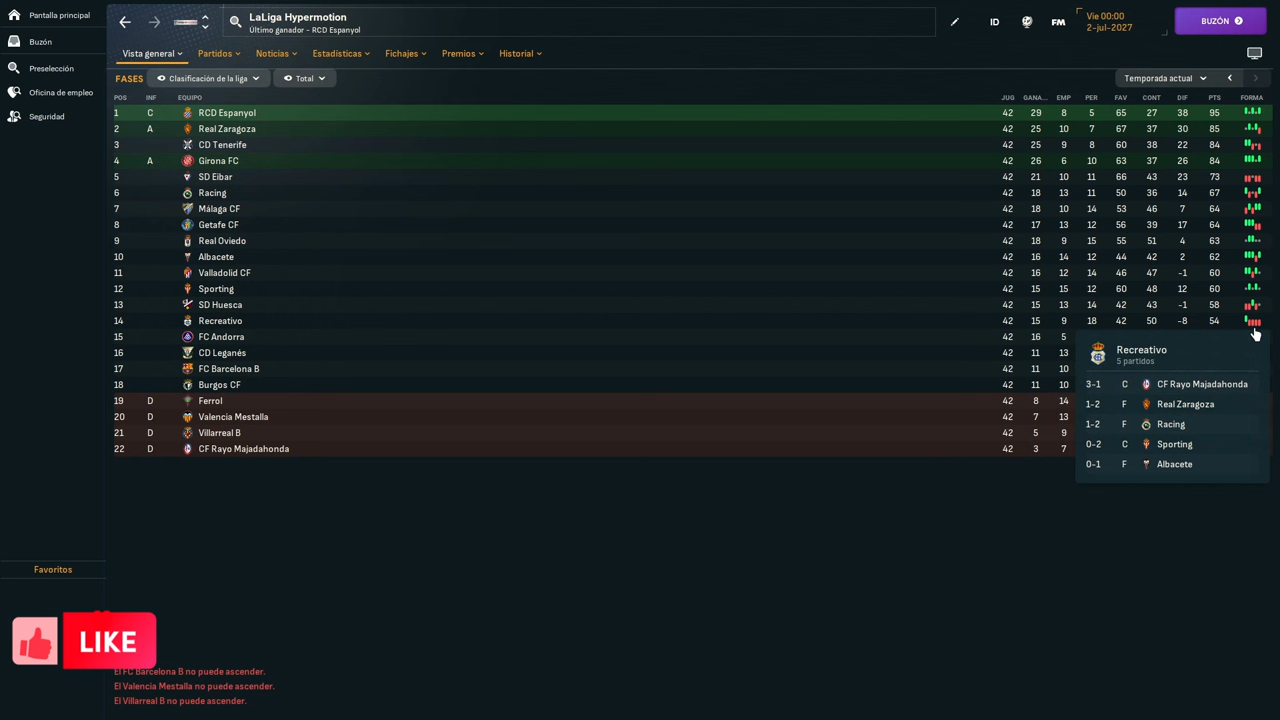 Pantalla principal
Buzón
Preselección
Oficina de empleo
Seguridad
Favoritos
LaLiga Hypermotion
Último ganador - RCD Espanyol
ID
FM
Vie 00:00
2-jul-2027
BUZÓN
Vista general Partidos Noticias Estadísticas Fichajes Premios Historial
FASES Clasificación de la liga Total Temporada actual
POS INF EQUIPO JUG GANA... EMP PER FAV CONT DIF PTS FORMA
1 C RCD Espanyol 42 29 8 5 65 27 38 95
2 A Real Zaragoza 42 25 10 7 67 37 30 85
3 CD Tenerife 42 25 9 8 60 38 22 84
4 A Girona FC 42 26 6 10 63 37 26 84
5 SD Eibar 42 21 10 11 66 43 23 73
6 Racing 42 18 13 11 50 36 14 67
7 Málaga CF 42 18 10 14 53 46 7 64
8 Getafe CF 42 17 13 12 56 39 17 64
9 Real Oviedo 42 18 9 15 55 51 4 63
10 Albacete 42 16 14 12 44 42 2 62
11 Valladolid CF 42 16 12 14 46 47 -1 60
12 Sporting 42 15 15 12 60 48 12 60
13 SD Huesca 42 15 13 14 42 43 -1 58
14 Recreativo 42 15 9 18 42 50 -8 54
15 FC Andorra 42 16 5
16 CD Leganés 42 11 13
17 FC Barcelona B 42 11 10
18 Burgos CF 42 11 10
19 D Ferrol 42 8 14
20 D Valencia Mestalla 42 7 13
21 D Villarreal B 42 5 9
22 D CF Rayo Majadahonda 42 3 7
Recreativo
5 partidos
3-1 C CF Rayo Majadahonda
1-2 F Real Zaragoza
1-2 F Racing
0-2 C Sporting
0-1 F Albacete
LIKE
El FC Barcelona B no puede ascender.
El Valencia Mestalla no puede ascender.
El Villarreal B no puede ascender.